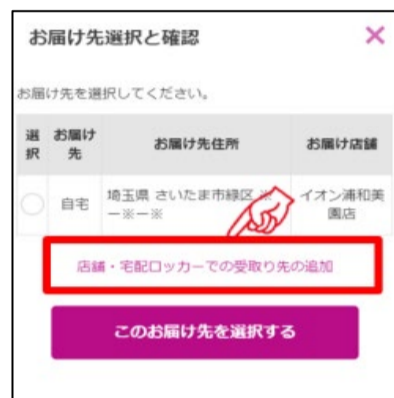 お届け先選択と確認
お届け先を選択してください。
選択 お届け先 お届け先住所 お届け店舗
自宅 埼玉県 さいたま市緑区 ※ イオン浦和美
ー※ー※ 園店
店舗・宅配ロッカーでの受取り先の追加
このお届け先を選択する